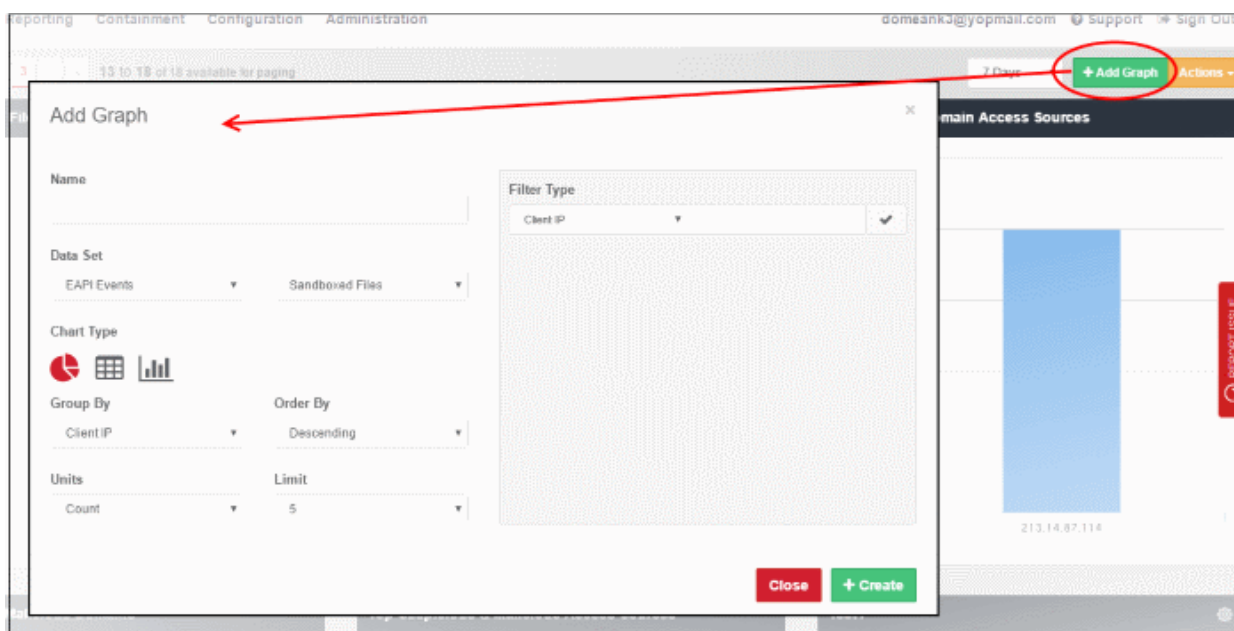 Reporting Containment Configuration Administration
domeank3@yopmail.com Support Sign Out
3 13 to 18 of 18 available for paging
7 Days + Add Graph Actions
Add Graph ×
main Access Sources
Name
Filter Type
Client IP
Data Set
EAPI Events Sandboxed Files
Chart Type
Group By Order By
Client IP Descending
Units Limit
Count 5
213.14.87.114
REPORT ISSUE
Close + Create